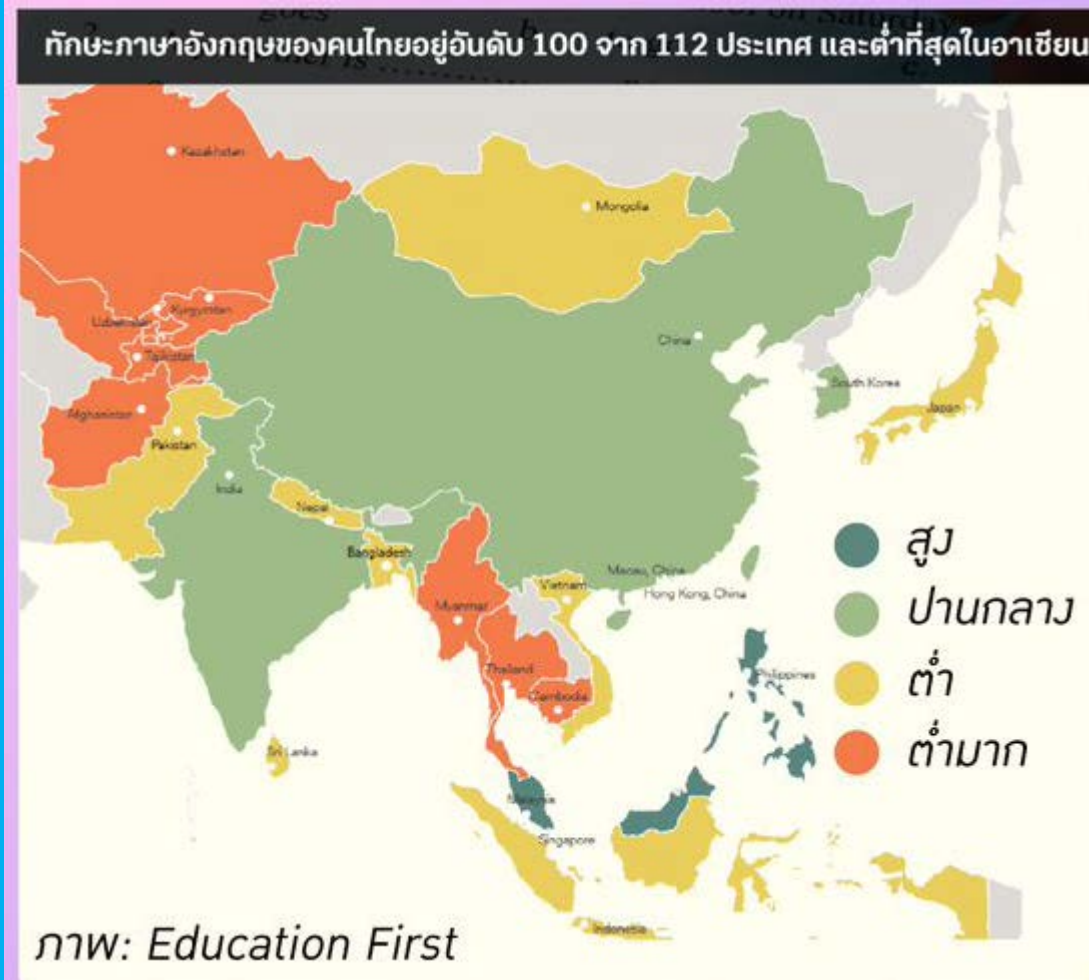 goes
on Saturday
ทักษะภาษาอังกฤษของคนไทยอยู่อันดับ 100 จาก 112 ประเทศ และต่ำที่สุดในอาเซียน
Kazakhstan
Mongolia
Uzbekistan
Kyrgyzstan
China
Tajikistan
South Korea
Afghanistan
Japan
Pakistan
India
Nepal
สูง
Bangladesh
Macau, China
Vietnam
Hong Kong, China
Myanmar
ปานกลาง
Thailand
Philippines
Cambodia
ต่ำ
Sri Lanka
ต่ำมาก
Malaysia
Singapore
Indonesia
ภาพ: Education First